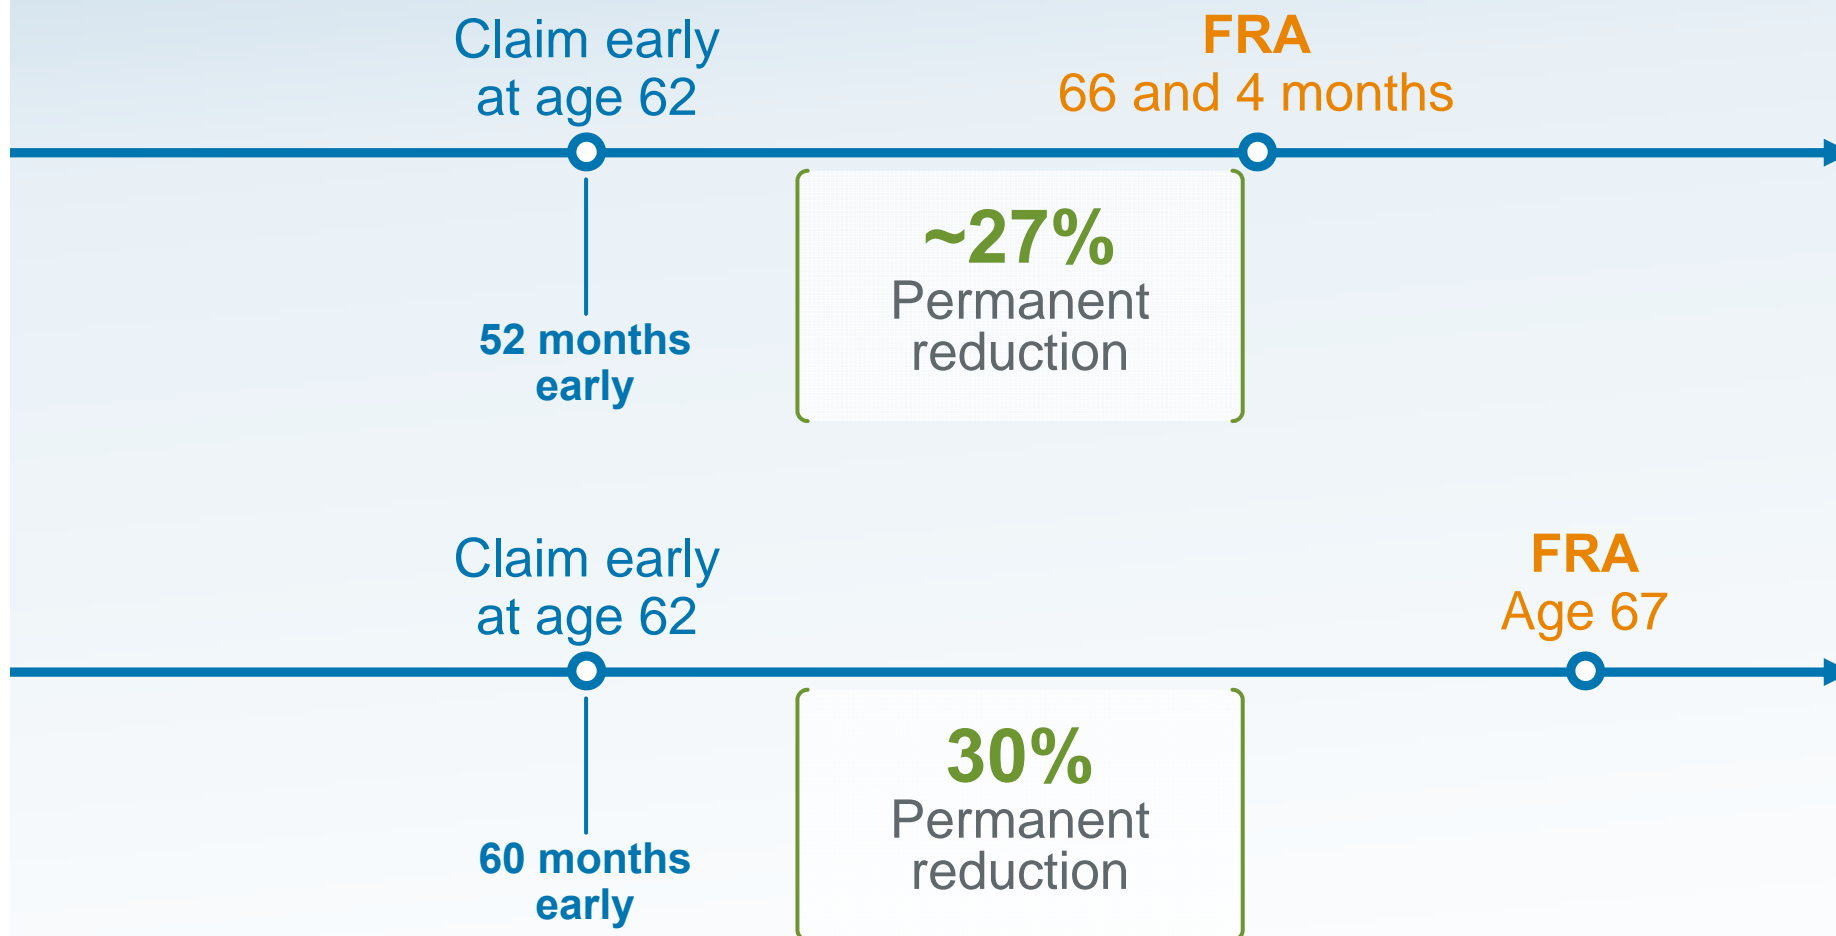 Claim early
at age 62
FRA
66 and 4 months
~27%
Permanent
reduction
52 months
early
Claim early
at age 62
FRA
Age 67
30%
Permanent
reduction
60 months
early